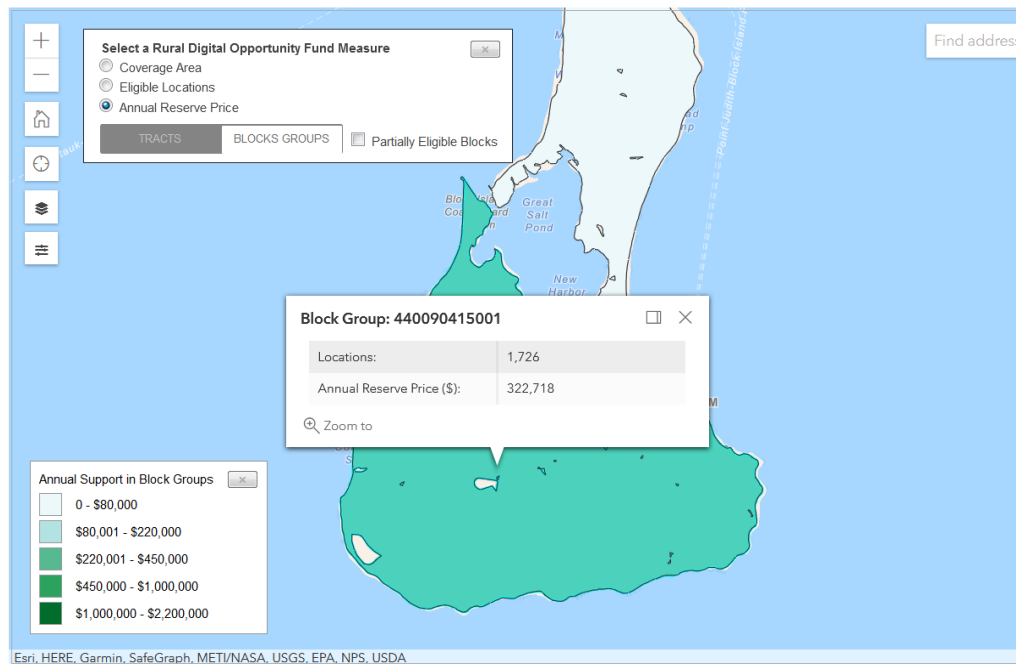 Select a Rural Digital Opportunity Fund Measure
Coverage Area
Eligible Locations
Annual Reserve Price
TRACTS
BLOCKS GROUPS
Partially Eligible Blocks
Find address
Point-Judith-Block-Island
Great
Salt
Pond
New
Harbor
Block Group: 440090415001
Locations: 1,726
Annual Reserve Price ($): 322,718
Zoom to
Annual Support in Block Groups
0 - $80,000
$80,001 - $220,000
$220,001 - $450,000
$450,000 - $1,000,000
$1,000,000 - $2,200,000
Esri, HERE, Garmin, SafeGraph, METI/NASA, USGS, EPA, NPS, USDA